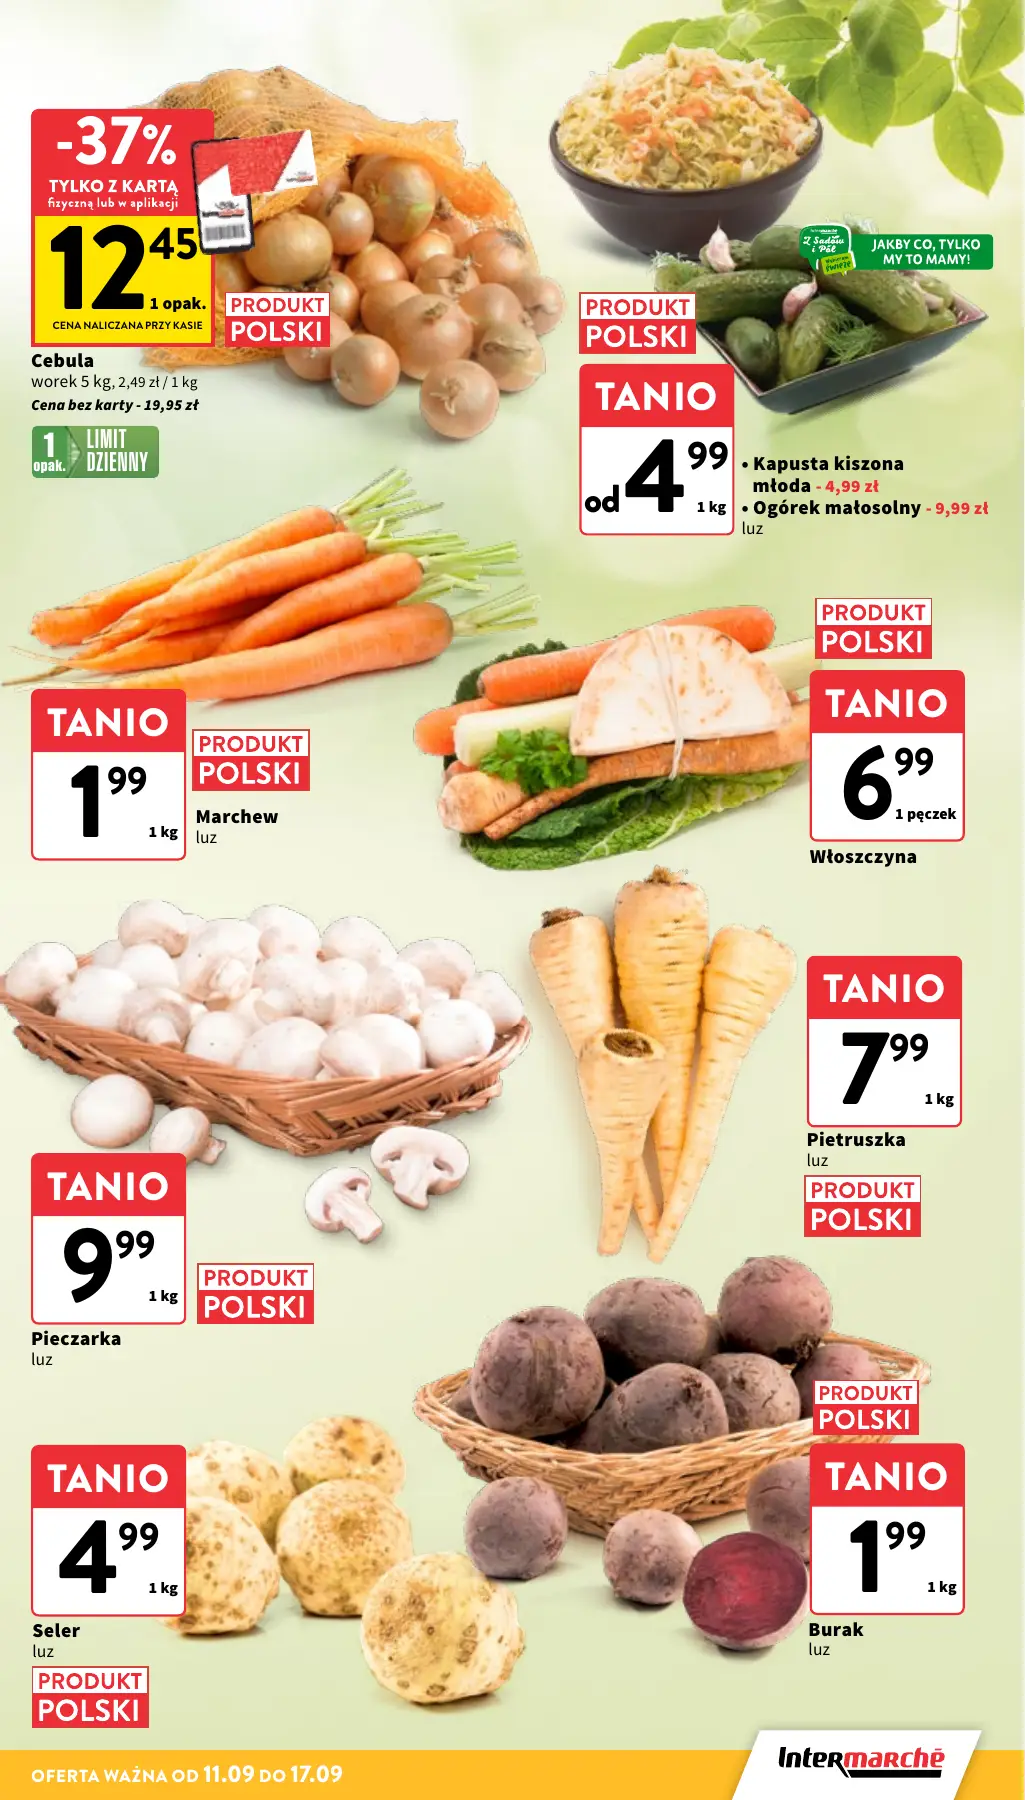 -37%
TYLKO Z KARTĄ
fizyczną lub w aplikacji
12 45
1 opak.
CENA NALICZANA PRZY KASIE
PRODUKT
POLSKI
Cebula
worek 5 kg, 2,49 zł / 1 kg
Cena bez karty - 19,95 zł
1
opak.
LIMIT
DZIENNY
Intermarché
Z Sadów
i Pól
JAKBY CO, TYLKO
MY TO MAMY!
PRODUKT
POLSKI
TANIO
od 4 99
1 kg
• Kapusta kiszona
młoda - 4,99 zł
• Ogórek małosolny - 9,99 zł
luz
TANIO
1 99
1 kg
PRODUKT
POLSKI
Marchew
luz
PRODUKT
POLSKI
TANIO
6 99
1 pęczek
Włoszczyna
TANIO
7 99
1 kg
Pietruszka
luz
PRODUKT
POLSKI
TANIO
9 99
1 kg
PRODUKT
POLSKI
Pieczarka
luz
TANIO
4 99
1 kg
Seler
luz
PRODUKT
POLSKI
PRODUKT
POLSKI
TANIO
1 99
1 kg
Burak
luz
OFERTA WAŻNA OD 11.09 DO 17.09
Intermarchē